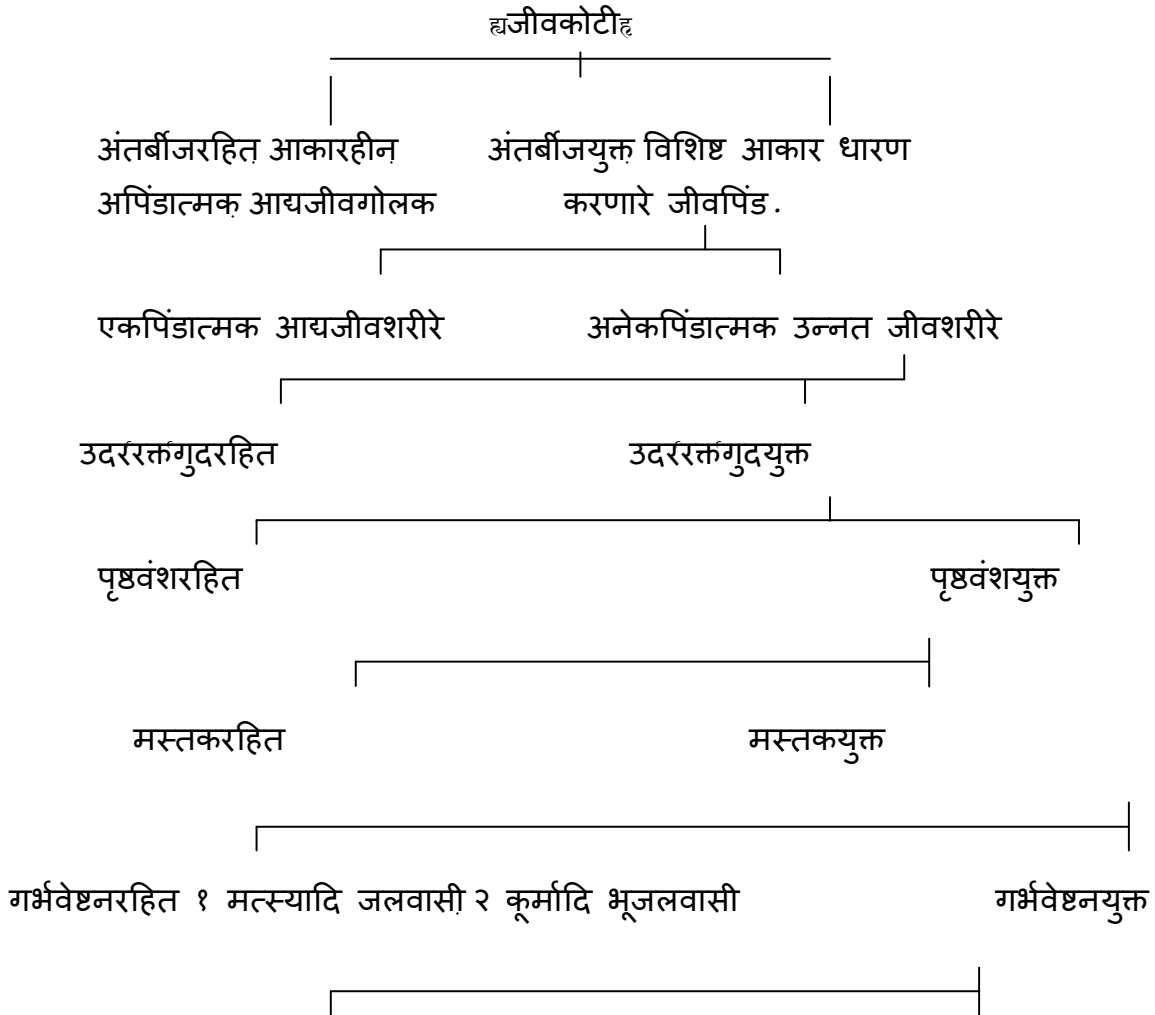 ह्यजीवकोटीहृ
अंतर्बीजरहित़ आकारहीऩ अंतर्बीजयुक्त़ विशिष्ट आकार धारण
अपिंडात्मक़ आद्यजीवगोलक करणारे जीवपिंड.
एकपिंडात्मक आद्यजीवशरीरे अनेकपिंडात्मक उन्नत जीवशरीरे
उदररक्तगुदरहित उदररक्तगुदयुक्त
पृष्ठवंशरहित पृष्ठवंशयुक्त
मस्तकरहित मस्तकयुक्त
गर्भवेष्टनरहित १ मत्स्यादि जलवासी़ २ कूर्मादि भूजलवासी गर्भवेष्टनयुक्त